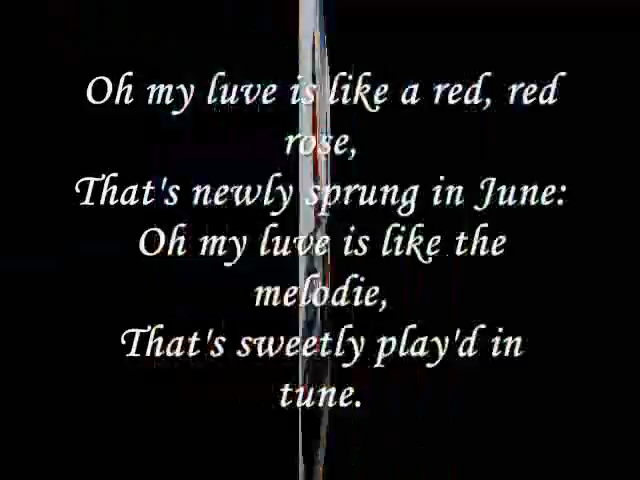 Oh my luve is like a red, red
rose,
That's newly sprung in June:
Oh my luve is like the
melodie,
That's sweetly play'd in
tune.